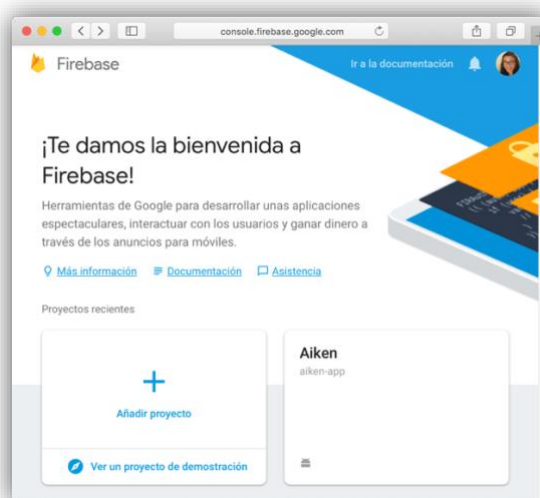 console.firebase.google.com
Firebase
Ir a la documentación
¡Te damos la bienvenida a
Firebase!
Herramientas de Google para desarrollar unas aplicaciones
espectaculares, interactuar con los usuarios y ganar dinero a
través de los anuncios para móviles.
Más información
Documentación
Asistencia
Proyectos recientes
Añadir proyecto
Ver un proyecto de demostración
Aiken
aiken-app